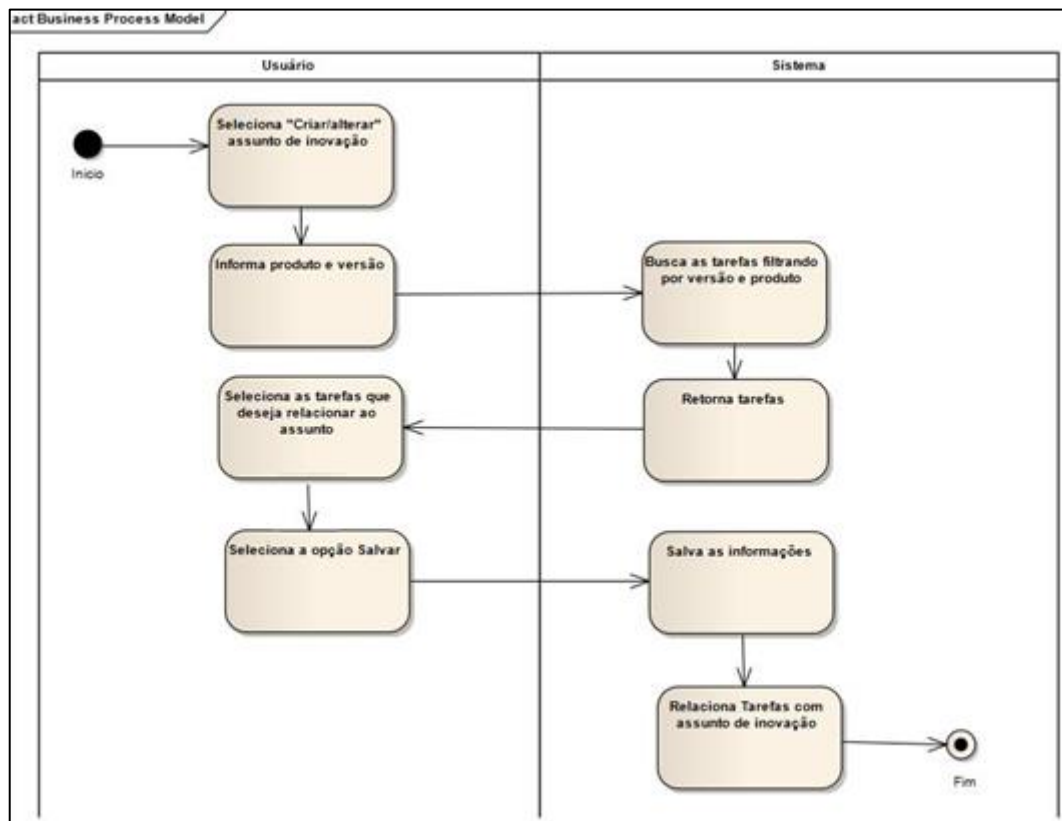 act Business Process Model
Usuário
Sistema
Seleciona "Criar/alterar"
assunto de inovação
Inicio
Informa produto e versão
Busca as tarefas filtrando
por versão e produto
Seleciona as tarefas que
deseja relacionar ao
assunto
Retorna tarefas
Seleciona a opção Salvar
Salva as informações
Relaciona Tarefas com
assunto de inovação
Fim